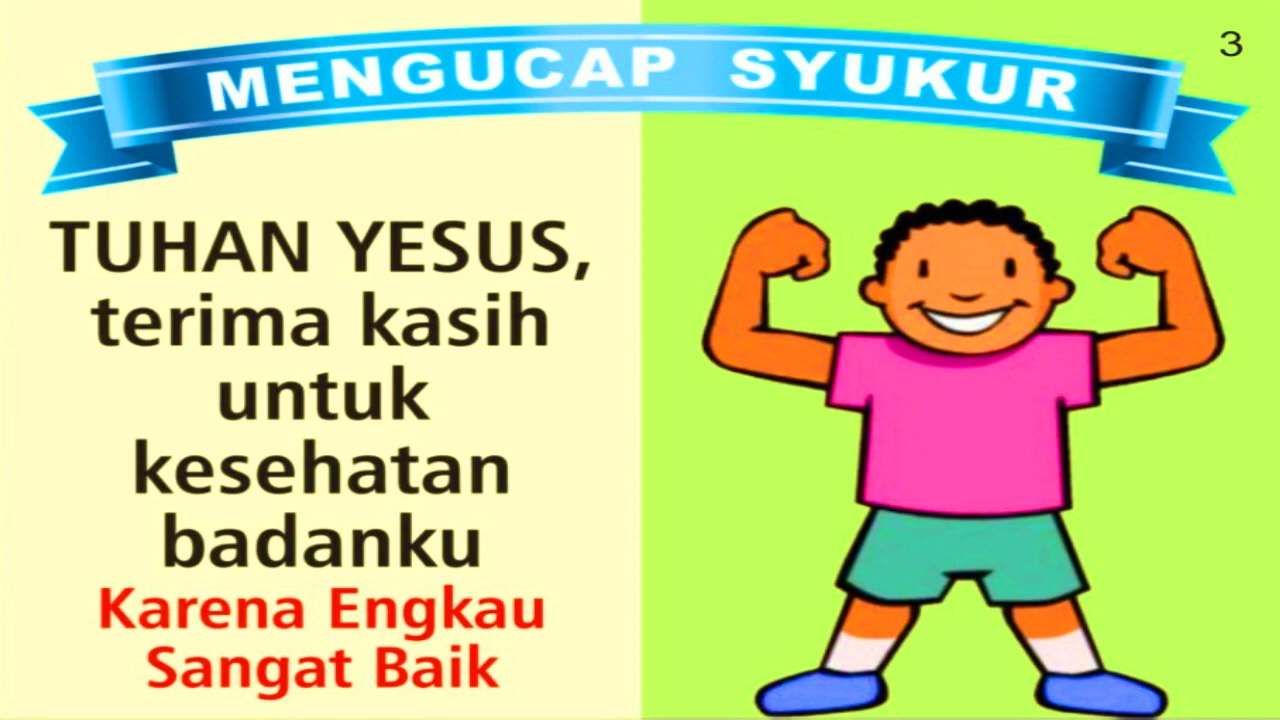 MENGUCAP SYUKUR
3
TUHAN YESUS,
terima kasih
untuk
kesehatan
badanku
Karena Engkau
Sangat Baik